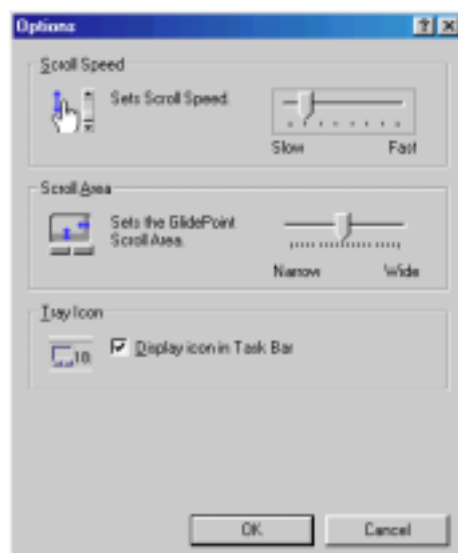 Options
Scroll Speed
Sets Scroll Speed.
Slow Fast
Scroll Area
Sets the GlidePoint
Scroll Area.
Narrow Wide
Tray Icon
Display icon in Task Bar
OK Cancel